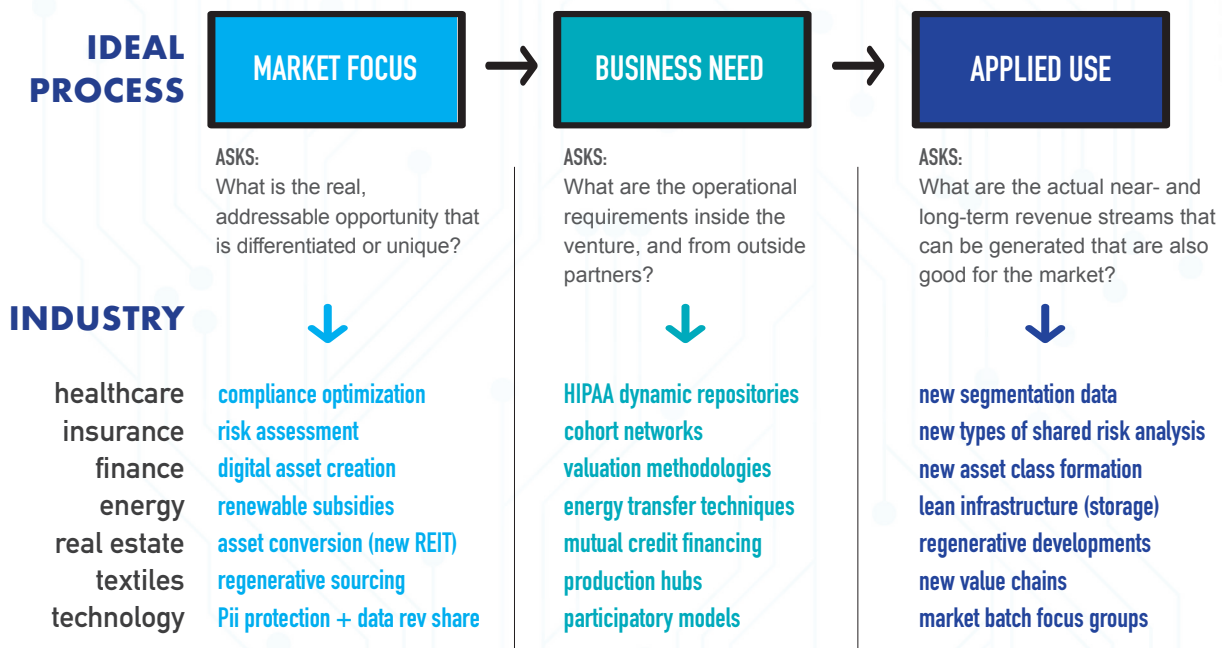 IDEAL
PROCESS
MARKET FOCUS
BUSINESS NEED
APPLIED USE
ASKS:
What is the real,
addressable opportunity that
is differentiated or unique?
ASKS:
What are the operational
requirements inside the
venture, and from outside
partners?
ASKS:
What are the actual near- and
long-term revenue streams that
can be generated that are also
good for the market?
INDUSTRY
healthcare compliance optimization HIPAA dynamic repositories new segmentation data
insurance risk assessment cohort networks new types of shared risk analysis
finance digital asset creation valuation methodologies new asset class formation
energy renewable subsidies energy transfer techniques lean infrastructure (storage)
real estate asset conversion (new REIT) mutual credit financing regenerative developments
textiles regenerative sourcing production hubs new value chains
technology Pii protection + data rev share participatory models market batch focus groups